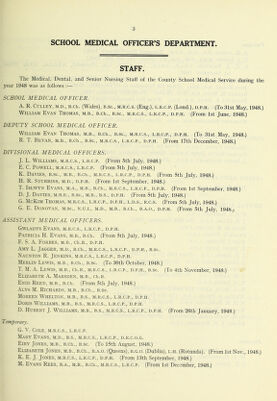 3
SCHOOL MEDICAL OFFICER'S DEPARTMENT.
STAFF.
The Medical, Dental, and Senior Nursing Staff of the County School Medical Service during the
year 1948 was as follows :—
SCHOOL MEDICAL OFFICER.
A. R. CULLEY, M.D., B.CH. (Wales), B.SC., M.R.C.S. (Eng.), L.R.C.P. (Lond.), D.P.H. (To 31st May, 1948.)
WILLIAM EVAN THOMAS, M.B., B.CH., B.SC., M.R.C.S., L.R.C.P., D.P.H. (From 1st June, 1948.)
DEPUTY SCHOOL MEDICAL OFFICER.
WILLIAM EVAN THOMAS, M.B., B.CH., B.SC., M.R.C.S., L.R.C.P., D.P.H. (To 31st May, 1948.)
R. T. BEVAN, M.B., B.CH., B.SC., M.R.C.S., L.R.C.P., D.P.H. (From 17th December, 1948.)
DIVISIONAL MEDICAL OFFICERS.
J. L. WILLIAMS, M.R.C.S., L.R.C.P. (From 5th July, 1948.)
E. C. POWELL, M.R.C.S., L.R.C.P. (From 5th July, 1948.)
K. DAVIES, B.SC., M.B., B.CH., M.R.C.S., L.R.C.P., D.P.H. (From 5th July, 1948.)
H. R. SOUPER, (From 1st September, 1948.)
T. EVANS, M.A., M.R.C.S., L.R.C.P., D.P.H. (From 1st September, 1948.)
D. J. DAVIES, D.P.H. (From 5th July, 1948.)
G. McKIM THOMAS, M.R.C.S., L.R.C.P., D.P.H. (From 5th July, 1948.)
G. E. DONOVAN, M.SC., M.D., M.B., B.CH., B.A.O., D.P.H. (From 5th July, 1948.)
ASSISTANT MEDICAL OFFICERS.
GWLADYS EVANS, M.R.C.S., L.R.C.P., D.P.H.
PATRICIA H. EVANS, M.B., B.CH. (From 5th July, 1948.)
F. S. A. FORBES, M.B., CH.B., D.P.H.
AMY L. JAGGER, M.B., B.CH., M.R.C.S., L.R.C.P., D.P.H., B.SC.
NAUNTON R. JENKINS, M.R.C.S., L.R.C.P., D.P.H.
MERLIN LEWIS, M.B., B.CH., B.SC. (To 30th October, 1948.)
T. M. A. LEWIS, M.B., CH.B., M.R.C.S., L.R.C.P., D.P.H., B.SC. (To 4th November, 1948.)
ELIZABETH A. MADDEN, M.B., CH.B.
ENID REES, M.B., B.CH. (From 5th July, 1948.)
ALYS M. RICHARDS, M.B., B.CH., B.SC.
MOREEN WHELTON, M.B., B.S., M.R.C.S., L.R.C.P., D.P.H.
DORIS WILLIAMS, M.B., B.S., M.R.C.S., L.R.C.P., D.P.H.
D. HUBERT J. WILLIAMS, M.B., B.S., M.R.C.S., L.R.C.P., D.P.H. (From 26th January, 1948.)
Temporary.
G. V. COLE, M.R.C.S., L.R.C.P.
MARY EVANS, M.D., B.S., M.R.C.S., L.R.C.P., D.R.C.O.G.
EIRY JONES, M.B., B.CH., B.SC. (To 15th August, 1948.)
ELIZABETH JONES, M.B., B.CH., B.A.O. (Queens), B.C.H. (Dublin), L.M. (Rotunda). (From 1st Nov., 1948.)
K. E. J. JONES, M.R.C.S., L.R.C.P., D.P.H. (From 13th September, 1948.)
M. EVANS REES, B.A., M.B., B.CH., M.R.C.S., L.R.C.P. (From 1st December, 1948.)